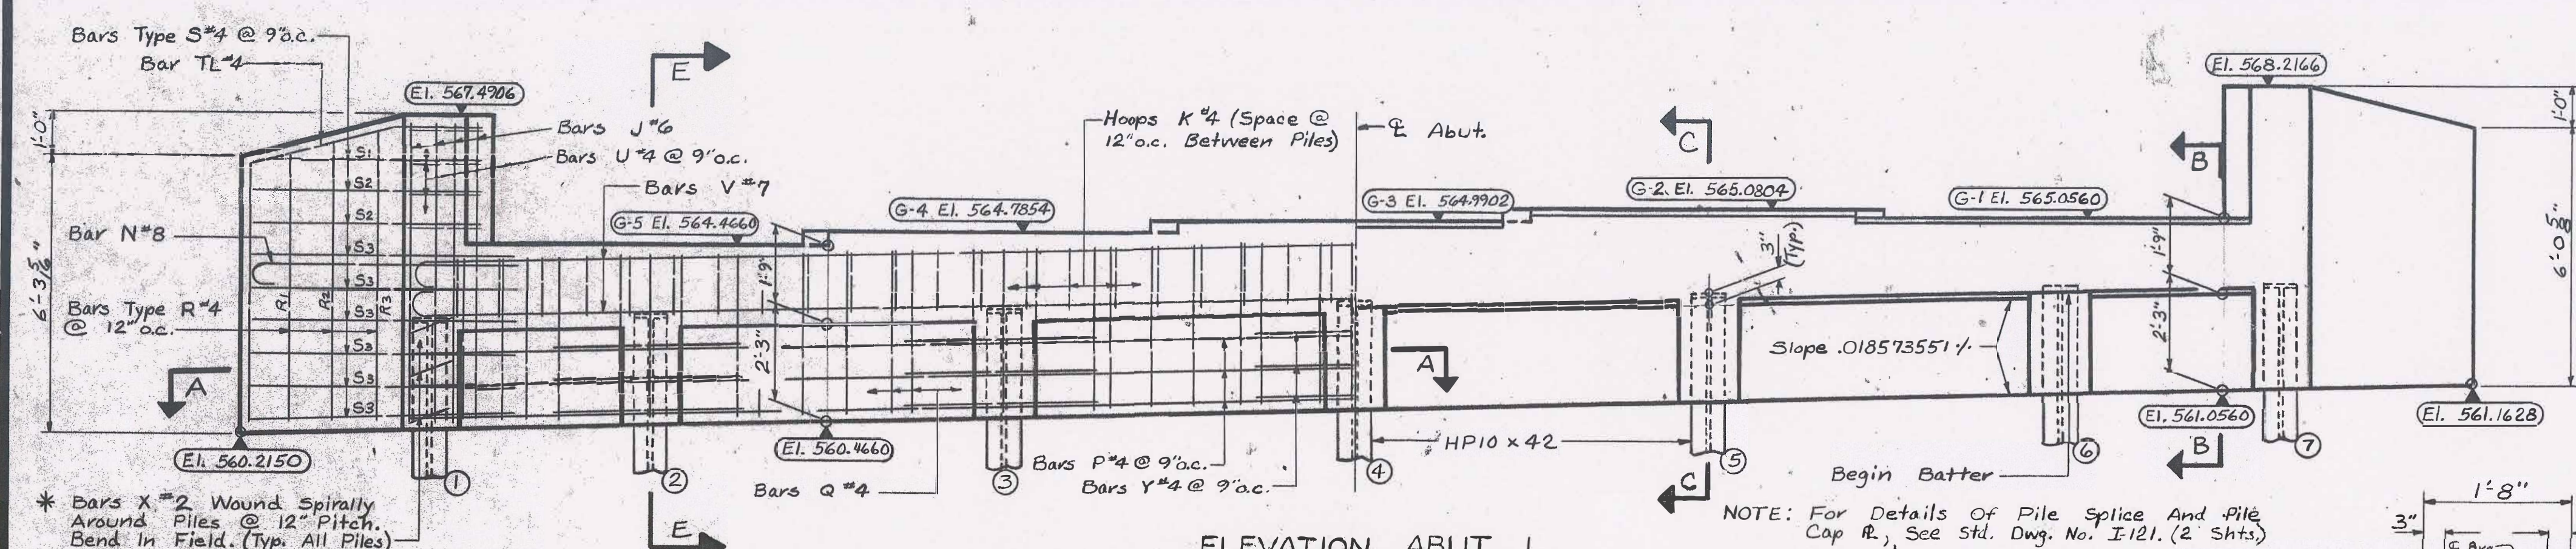 Bars Type S#4 @ 9"o.c.
Bar TL#4
El. 567.4906
E
1'-0"
Bars J#6
Bars U#4 @ 9"o.c.
Bars V#7
Hoops K#4 (Space @
12"o.c. Between Piles)
℄ Abut.
C
El. 568.2166
B
1'-0"
S1
S2
S2
S3
S3
S3
S3
S3
S3
Bar N#8
6'-3 5/16"
Bars Type R#4
@ 12"o.c.
R1
R2
R3
G-5 El. 564.4660
G-4 El. 564.7854
G-3 El. 564.9902
G-2 El. 565.0804
G-1 El. 565.0560
1'-9"
2'-3"
3"
(Typ.)
1'-9"
2'-3"
6'-0 5/8"
Slope .018573551 %
A
A
El. 560.2150
El. 560.4660
El. 561.0560
El. 561.1628
HP10 x 42
1
2
3
4
5
6
7
Bars P#4 @ 9"o.c.
Bars Y#4 @ 9"o.c.
Bars Q#4
Begin Batter
B
C
E
* Bars X #2 Wound Spirally
Around Piles @ 12" Pitch.
Bend In Field. (Typ. All Piles)
NOTE: For Details Of Pile Splice And Pile
Cap ℄, See Std. Dwg. No. I-121. (2 Shts.)
1'-8"
3"
ELEVATION ABUT. 1